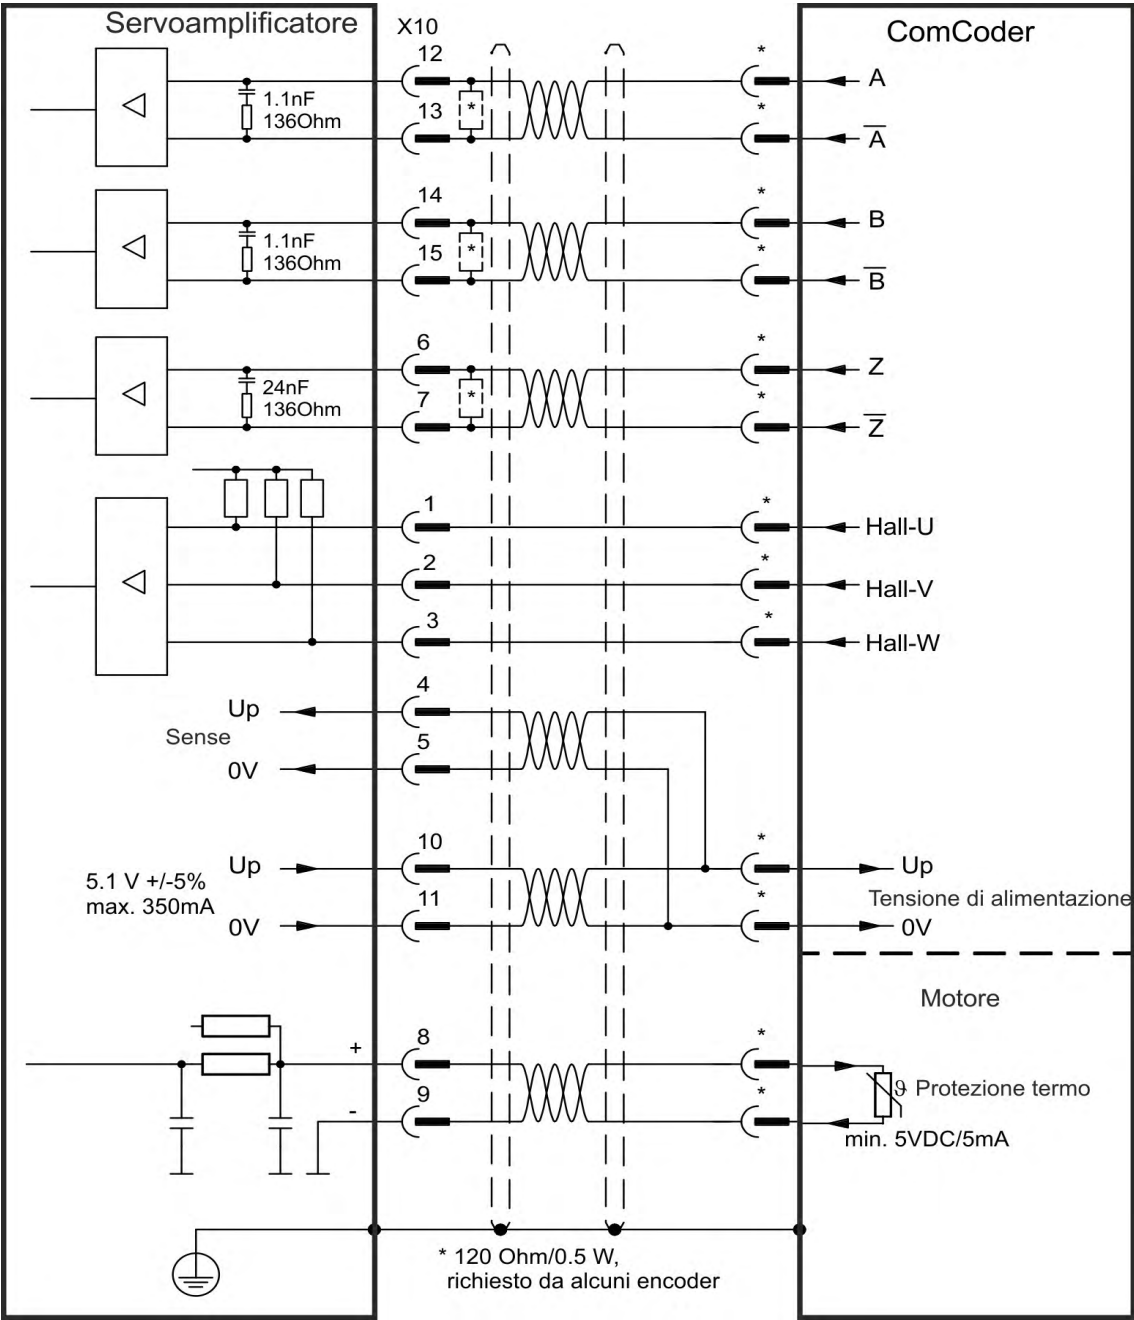 Servoamplificatore
X10
ComCoder
12
*
A
1.1nF
136Ohm
*
13
*
A̅
14
*
B
1.1nF
136Ohm
*
15
*
B̅
6
*
Z
24nF
136Ohm
*
7
*
Z̅
1
*
Hall-U
2
*
Hall-V
3
*
Hall-W
4
Up
Sense
5
0V
10
*
Up
Up
5.1 V +/-5%
max. 350mA
Tensione di alimentazione
11
*
0V
0V
Motore
8
*
+
ϑ Protezione termo
9
*
-
min. 5VDC/5mA
* 120 Ohm/0.5 W,
richiesto da alcuni encoder